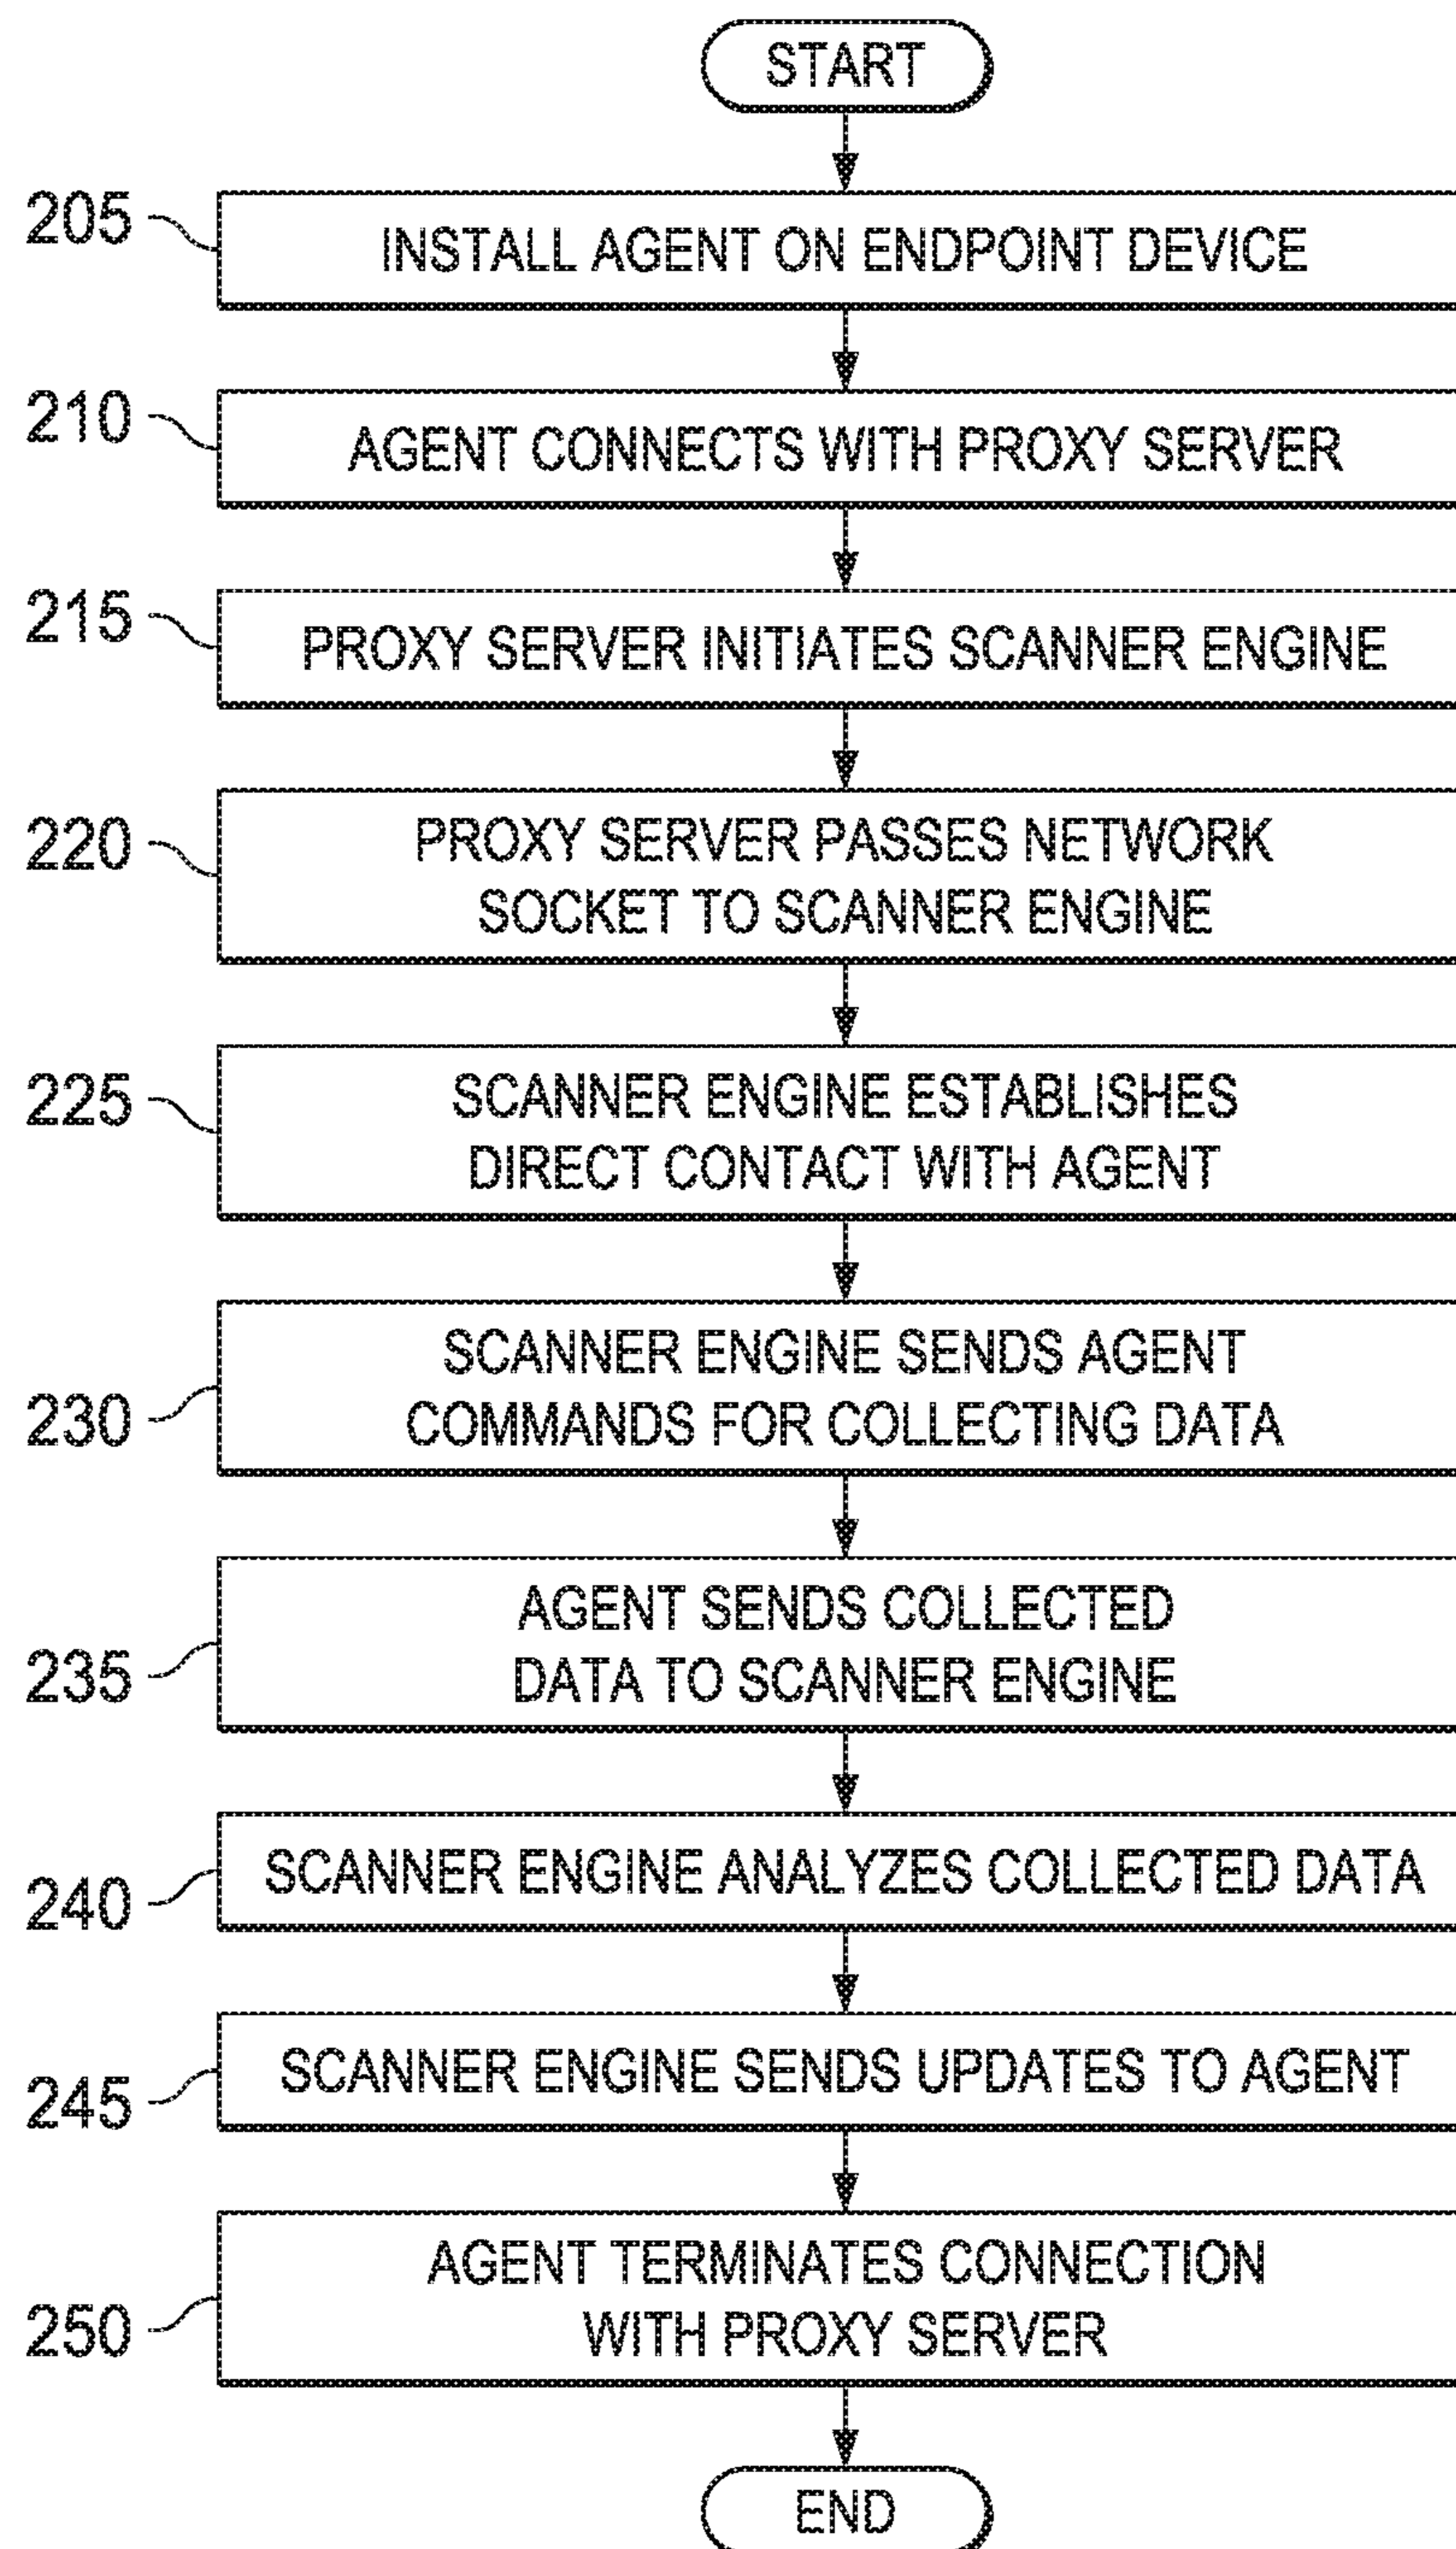 START
205
INSTALL AGENT ON ENDPOINT DEVICE
210
AGENT CONNECTS WITH PROXY SERVER
215
PROXY SERVER INITIATES SCANNER ENGINE
220
PROXY SERVER PASSES NETWORK
SOCKET TO SCANNER ENGINE
225
SCANNER ENGINE ESTABLISHES
DIRECT CONTACT WITH AGENT
230
SCANNER ENGINE SENDS AGENT
COMMANDS FOR COLLECTING DATA
235
AGENT SENDS COLLECTED
DATA TO SCANNER ENGINE
240
SCANNER ENGINE ANALYZES COLLECTED DATA
245
SCANNER ENGINE SENDS UPDATES TO AGENT
250
AGENT TERMINATES CONNECTION
WITH PROXY SERVER
END